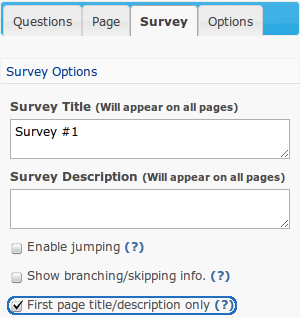 Questions Page Survey Options
Survey Options
Survey Title (Will appear on all pages)
Survey #1
Survey Description (Will appear on all pages)
Enable jumping (?)
Show branching/skipping info. (?)
First page title/description only (?)